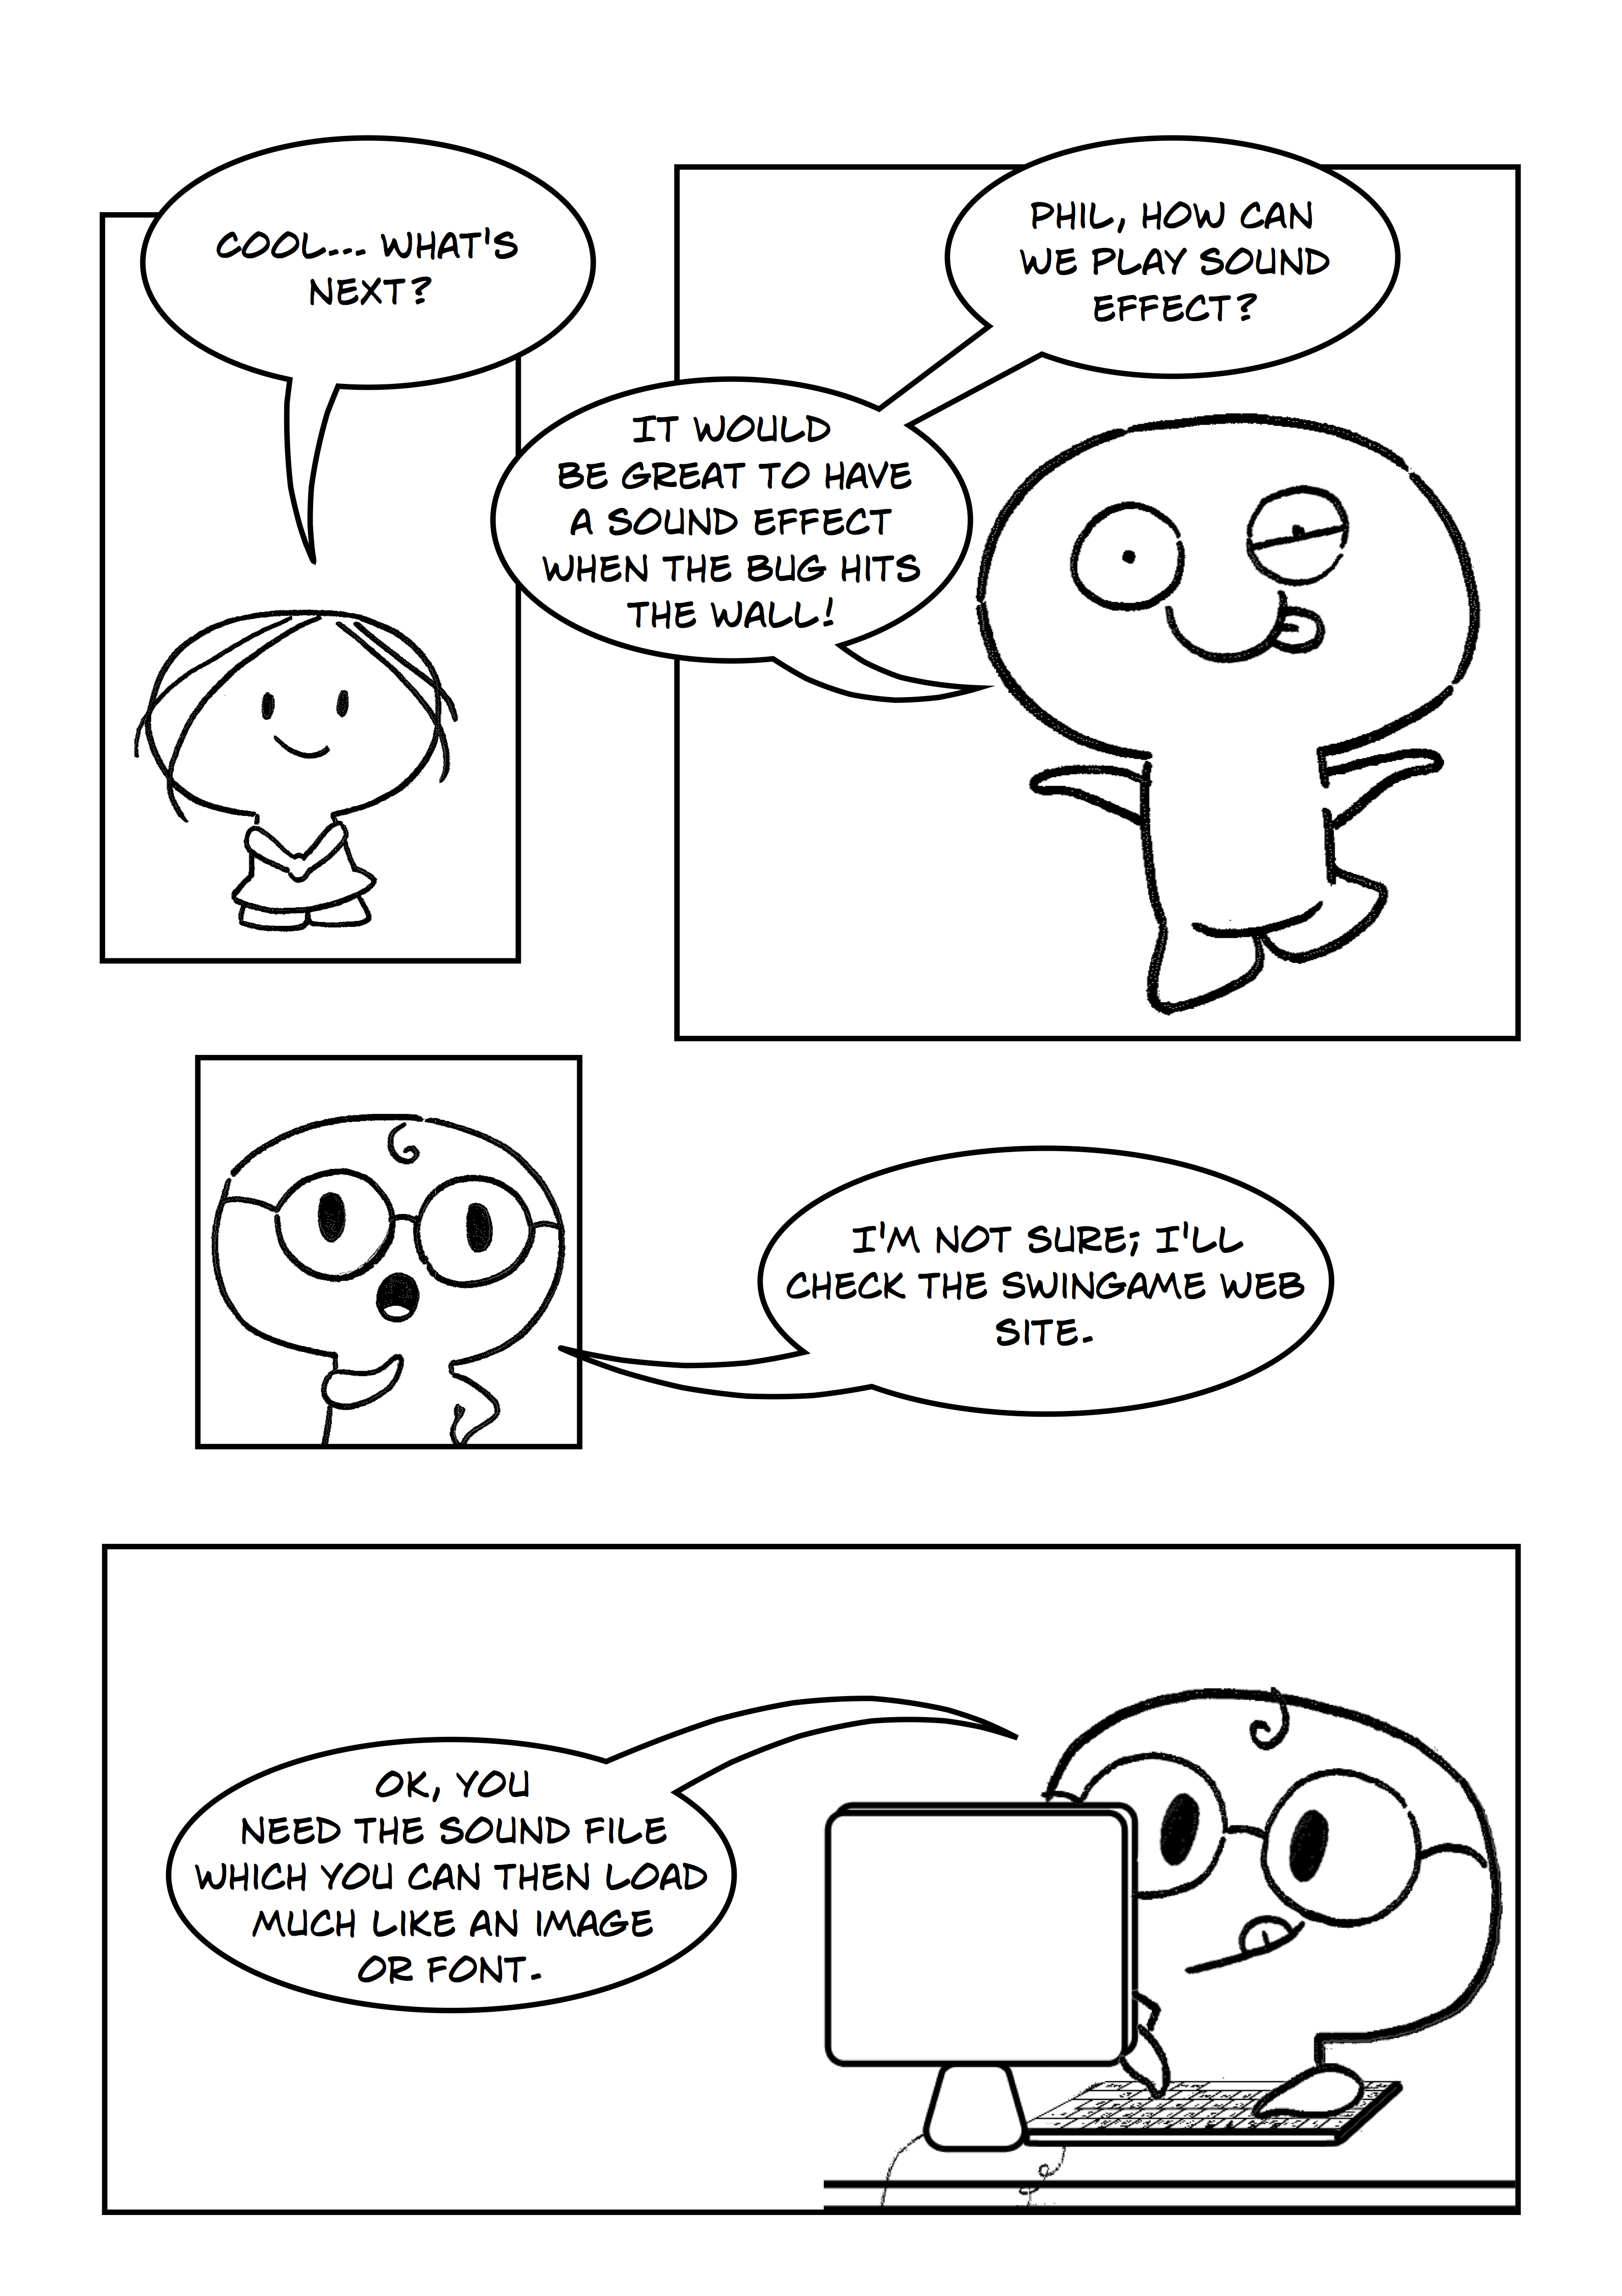 COOL... WHAT'S
NEXT?
PHIL, HOW CAN
WE PLAY SOUND
EFFECT?
IT WOULD
BE GREAT TO HAVE
A SOUND EFFECT
WHEN THE BUG HITS
THE WALL!
I'M NOT SURE; I'LL
CHECK THE SWINGAME WEB
SITE.
OK, YOU
NEED THE SOUND FILE
WHICH YOU CAN THEN LOAD
MUCH LIKE AN IMAGE
OR FONT.